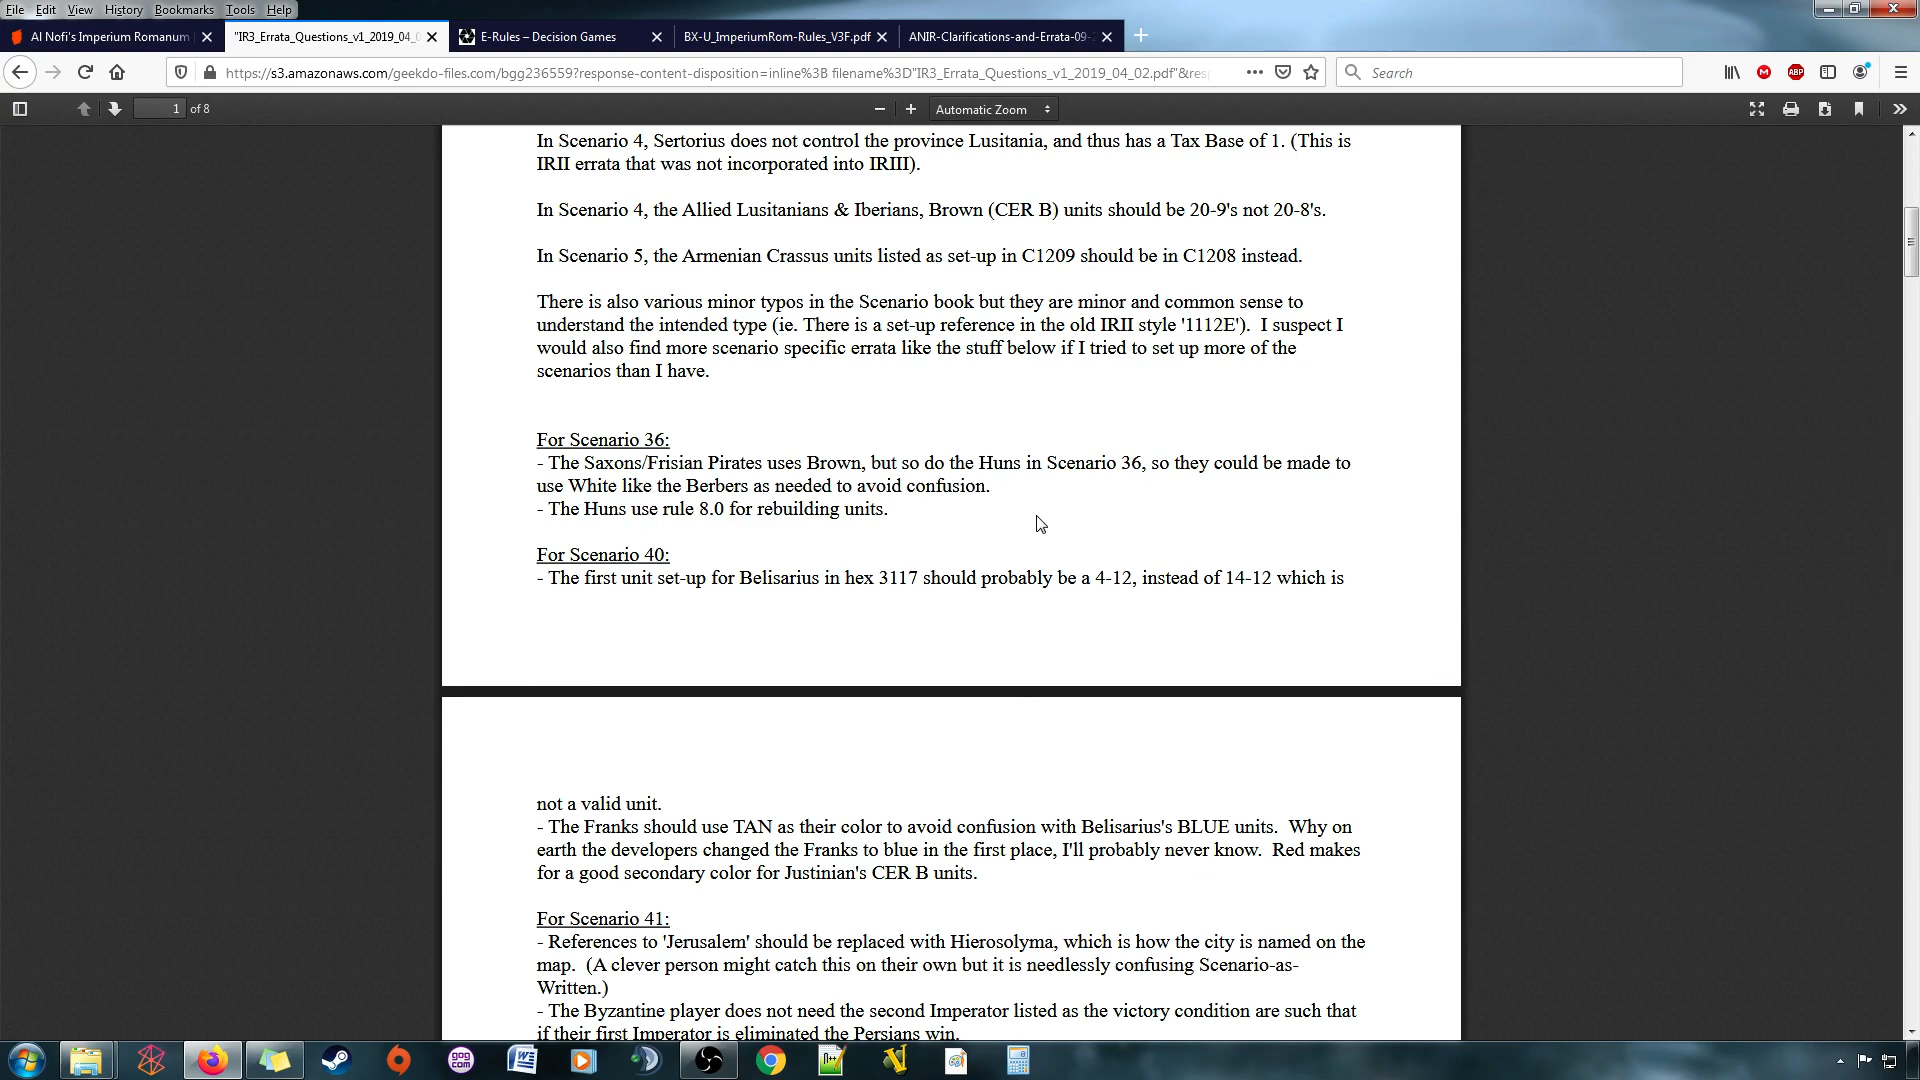 File Edit View History Bookmarks Tools Help
Al Nofi's Imperium Romanum
"IR3_Errata_Questions_v1_2019_04_
E-Rules – Decision Games
BX-U_ImperiumRom-Rules_V3F.pdf
ANIR-Clarifications-and-Errata-09-
https://s3.amazonaws.com/geekdo-files.com/bgg236559?response-content-disposition=inline%3B filename%3D"IR3_Errata_Questions_v1_2019_04_02.pdf"&resp
Search
ABP
1 of 8
Automatic Zoom
In Scenario 4, Sertorius does not control the province Lusitania, and thus has a Tax Base of 1. (This is
IRII errata that was not incorporated into IRIII).
In Scenario 4, the Allied Lusitanians & Iberians, Brown (CER B) units should be 20-9's not 20-8's.
In Scenario 5, the Armenian Crassus units listed as set-up in C1209 should be in C1208 instead.
There is also various minor typos in the Scenario book but they are minor and common sense to
understand the intended type (ie. There is a set-up reference in the old IRII style '1112E').  I suspect I
would also find more scenario specific errata like the stuff below if I tried to set up more of the
scenarios than I have.
For Scenario 36:
- The Saxons/Frisian Pirates uses Brown, but so do the Huns in Scenario 36, so they could be made to
use White like the Berbers as needed to avoid confusion.
- The Huns use rule 8.0 for rebuilding units.
For Scenario 40:
- The first unit set-up for Belisarius in hex 3117 should probably be a 4-12, instead of 14-12 which is
not a valid unit.
- The Franks should use TAN as their color to avoid confusion with Belisarius's BLUE units.  Why on
earth the developers changed the Franks to blue in the first place, I'll probably never know.  Red makes
for a good secondary color for Justinian's CER B units.
For Scenario 41:
- References to 'Jerusalem' should be replaced with Hierosolyma, which is how the city is named on the
map.  (A clever person might catch this on their own but it is needlessly confusing Scenario-as-
Written.)
- The Byzantine player does not need the second Imperator listed as the victory condition are such that
if their first Imperator is eliminated the Persians win.
gog
com